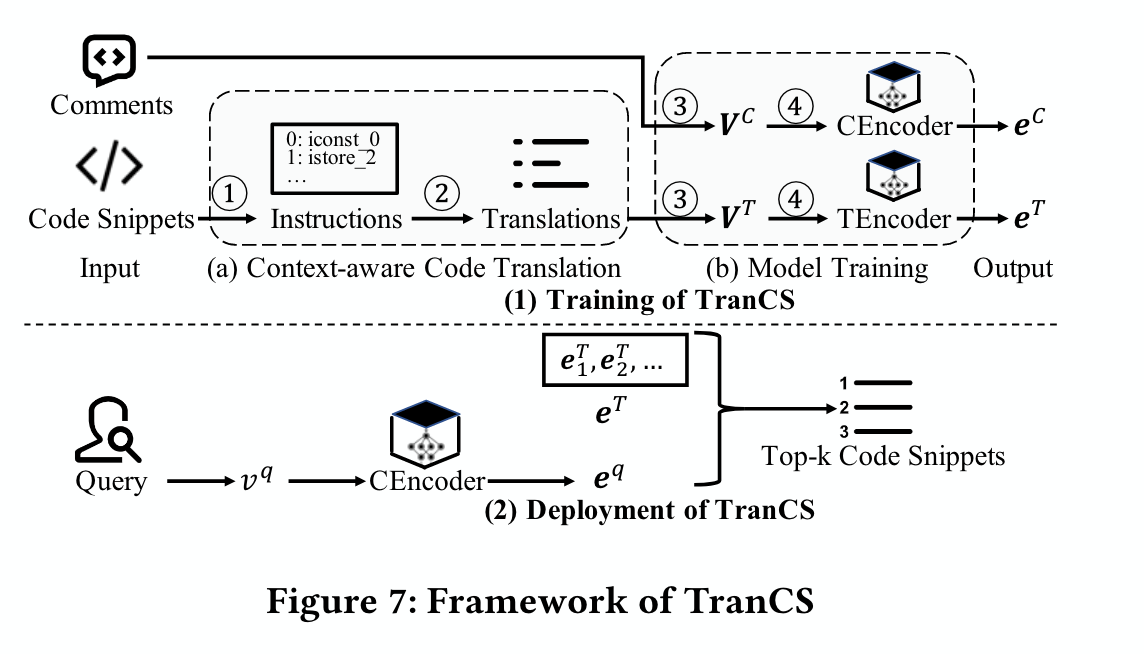 Comments
Code Snippets
Input
①
0: iconst_0
1: istore_2
...
Instructions
②
Translations
(a) Context-aware Code Translation
③ V^C ④ CEncoder e^C
③ V^T ④ TEncoder e^T
(b) Model Training
Output
(1) Training of TranCS
Query
v^q
CEncoder
e_1^T, e_2^T, ...
e^T
e^q
1
2
3
Top-k Code Snippets
(2) Deployment of TranCS
Figure 7: Framework of TranCS